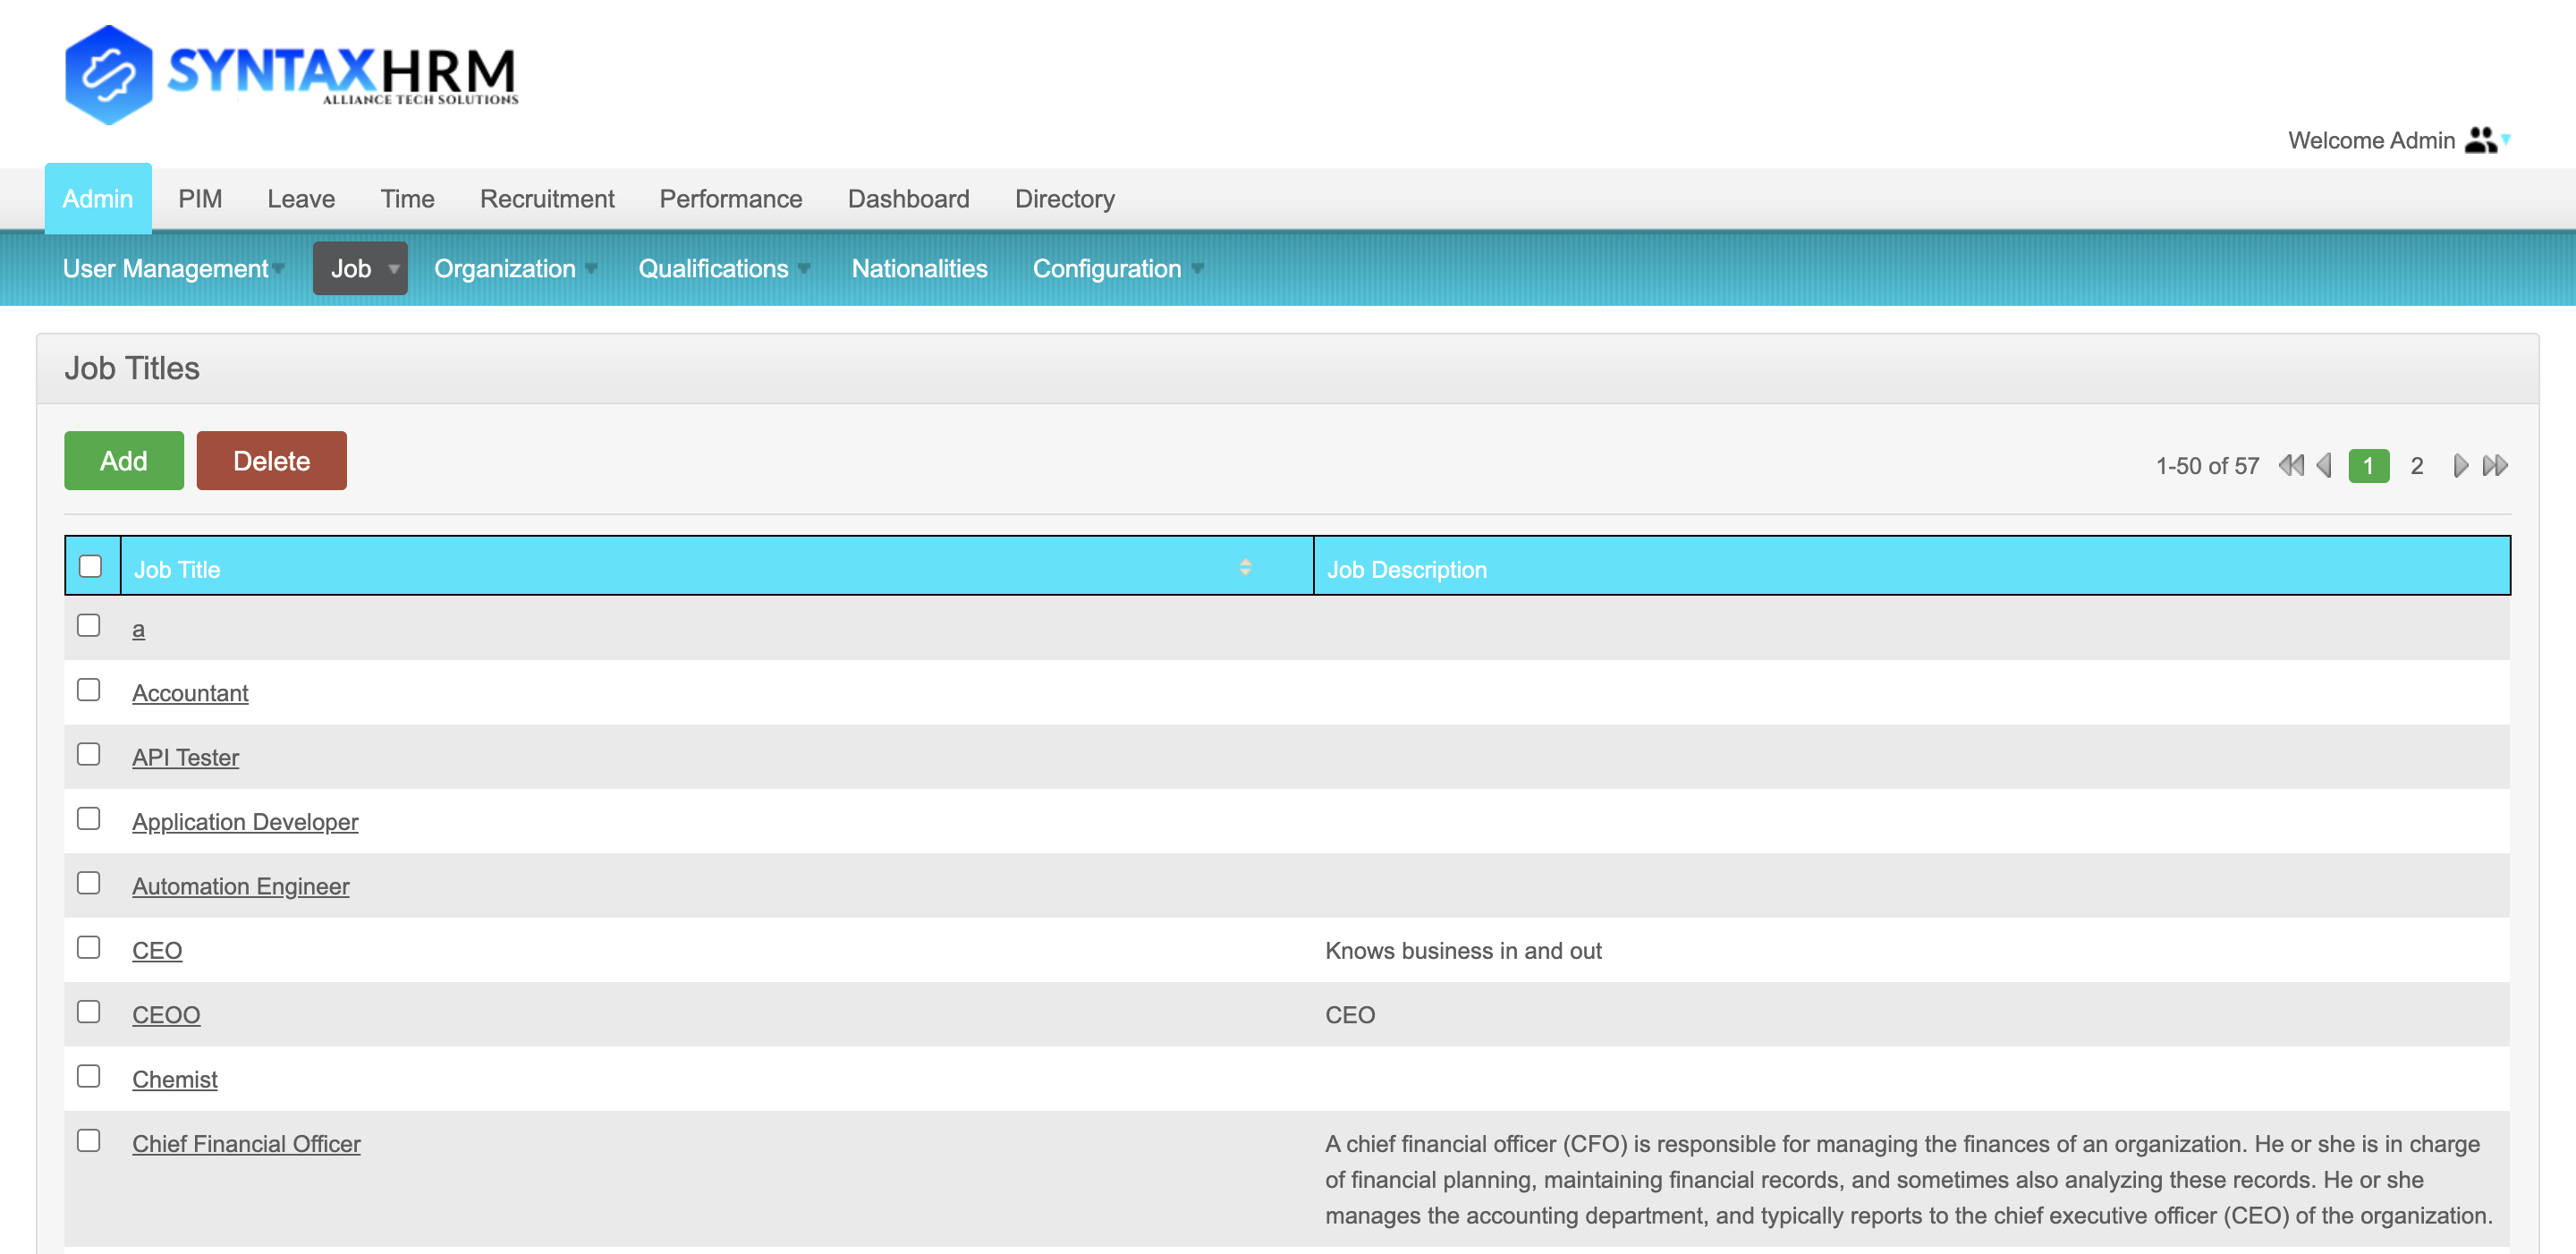 SYNTAXHRM
ALLIANCE TECH SOLUTIONS
Welcome Admin
Admin PIM Leave Time Recruitment Performance Dashboard Directory
User Management Job Organization Qualifications Nationalities Configuration
Job Titles
Add Delete 1-50 of 57 1 2
Job Title Job Description
a
Accountant
API Tester
Application Developer
Automation Engineer
CEO Knows business in and out
CEOO CEO
Chemist
Chief Financial Officer A chief financial officer (CFO) is responsible for managing the finances of an organization. He or she is in charge
of financial planning, maintaining financial records, and sometimes also analyzing these records. He or she
manages the accounting department, and typically reports to the chief executive officer (CEO) of the organization.